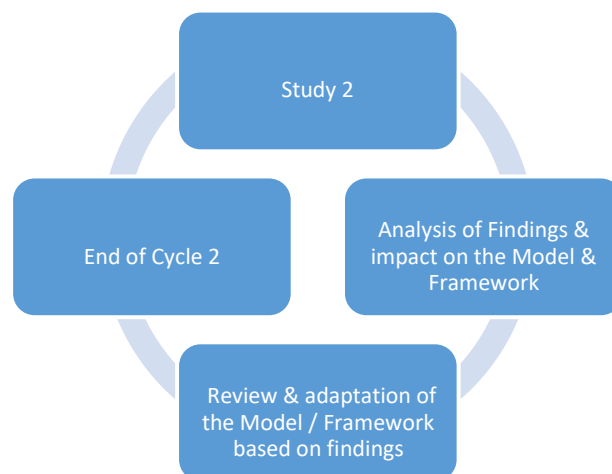 Study 2
Analysis of Findings &
impact on the Model &
Framework
Review & adaptation of
the Model / Framework
based on findings
End of Cycle 2